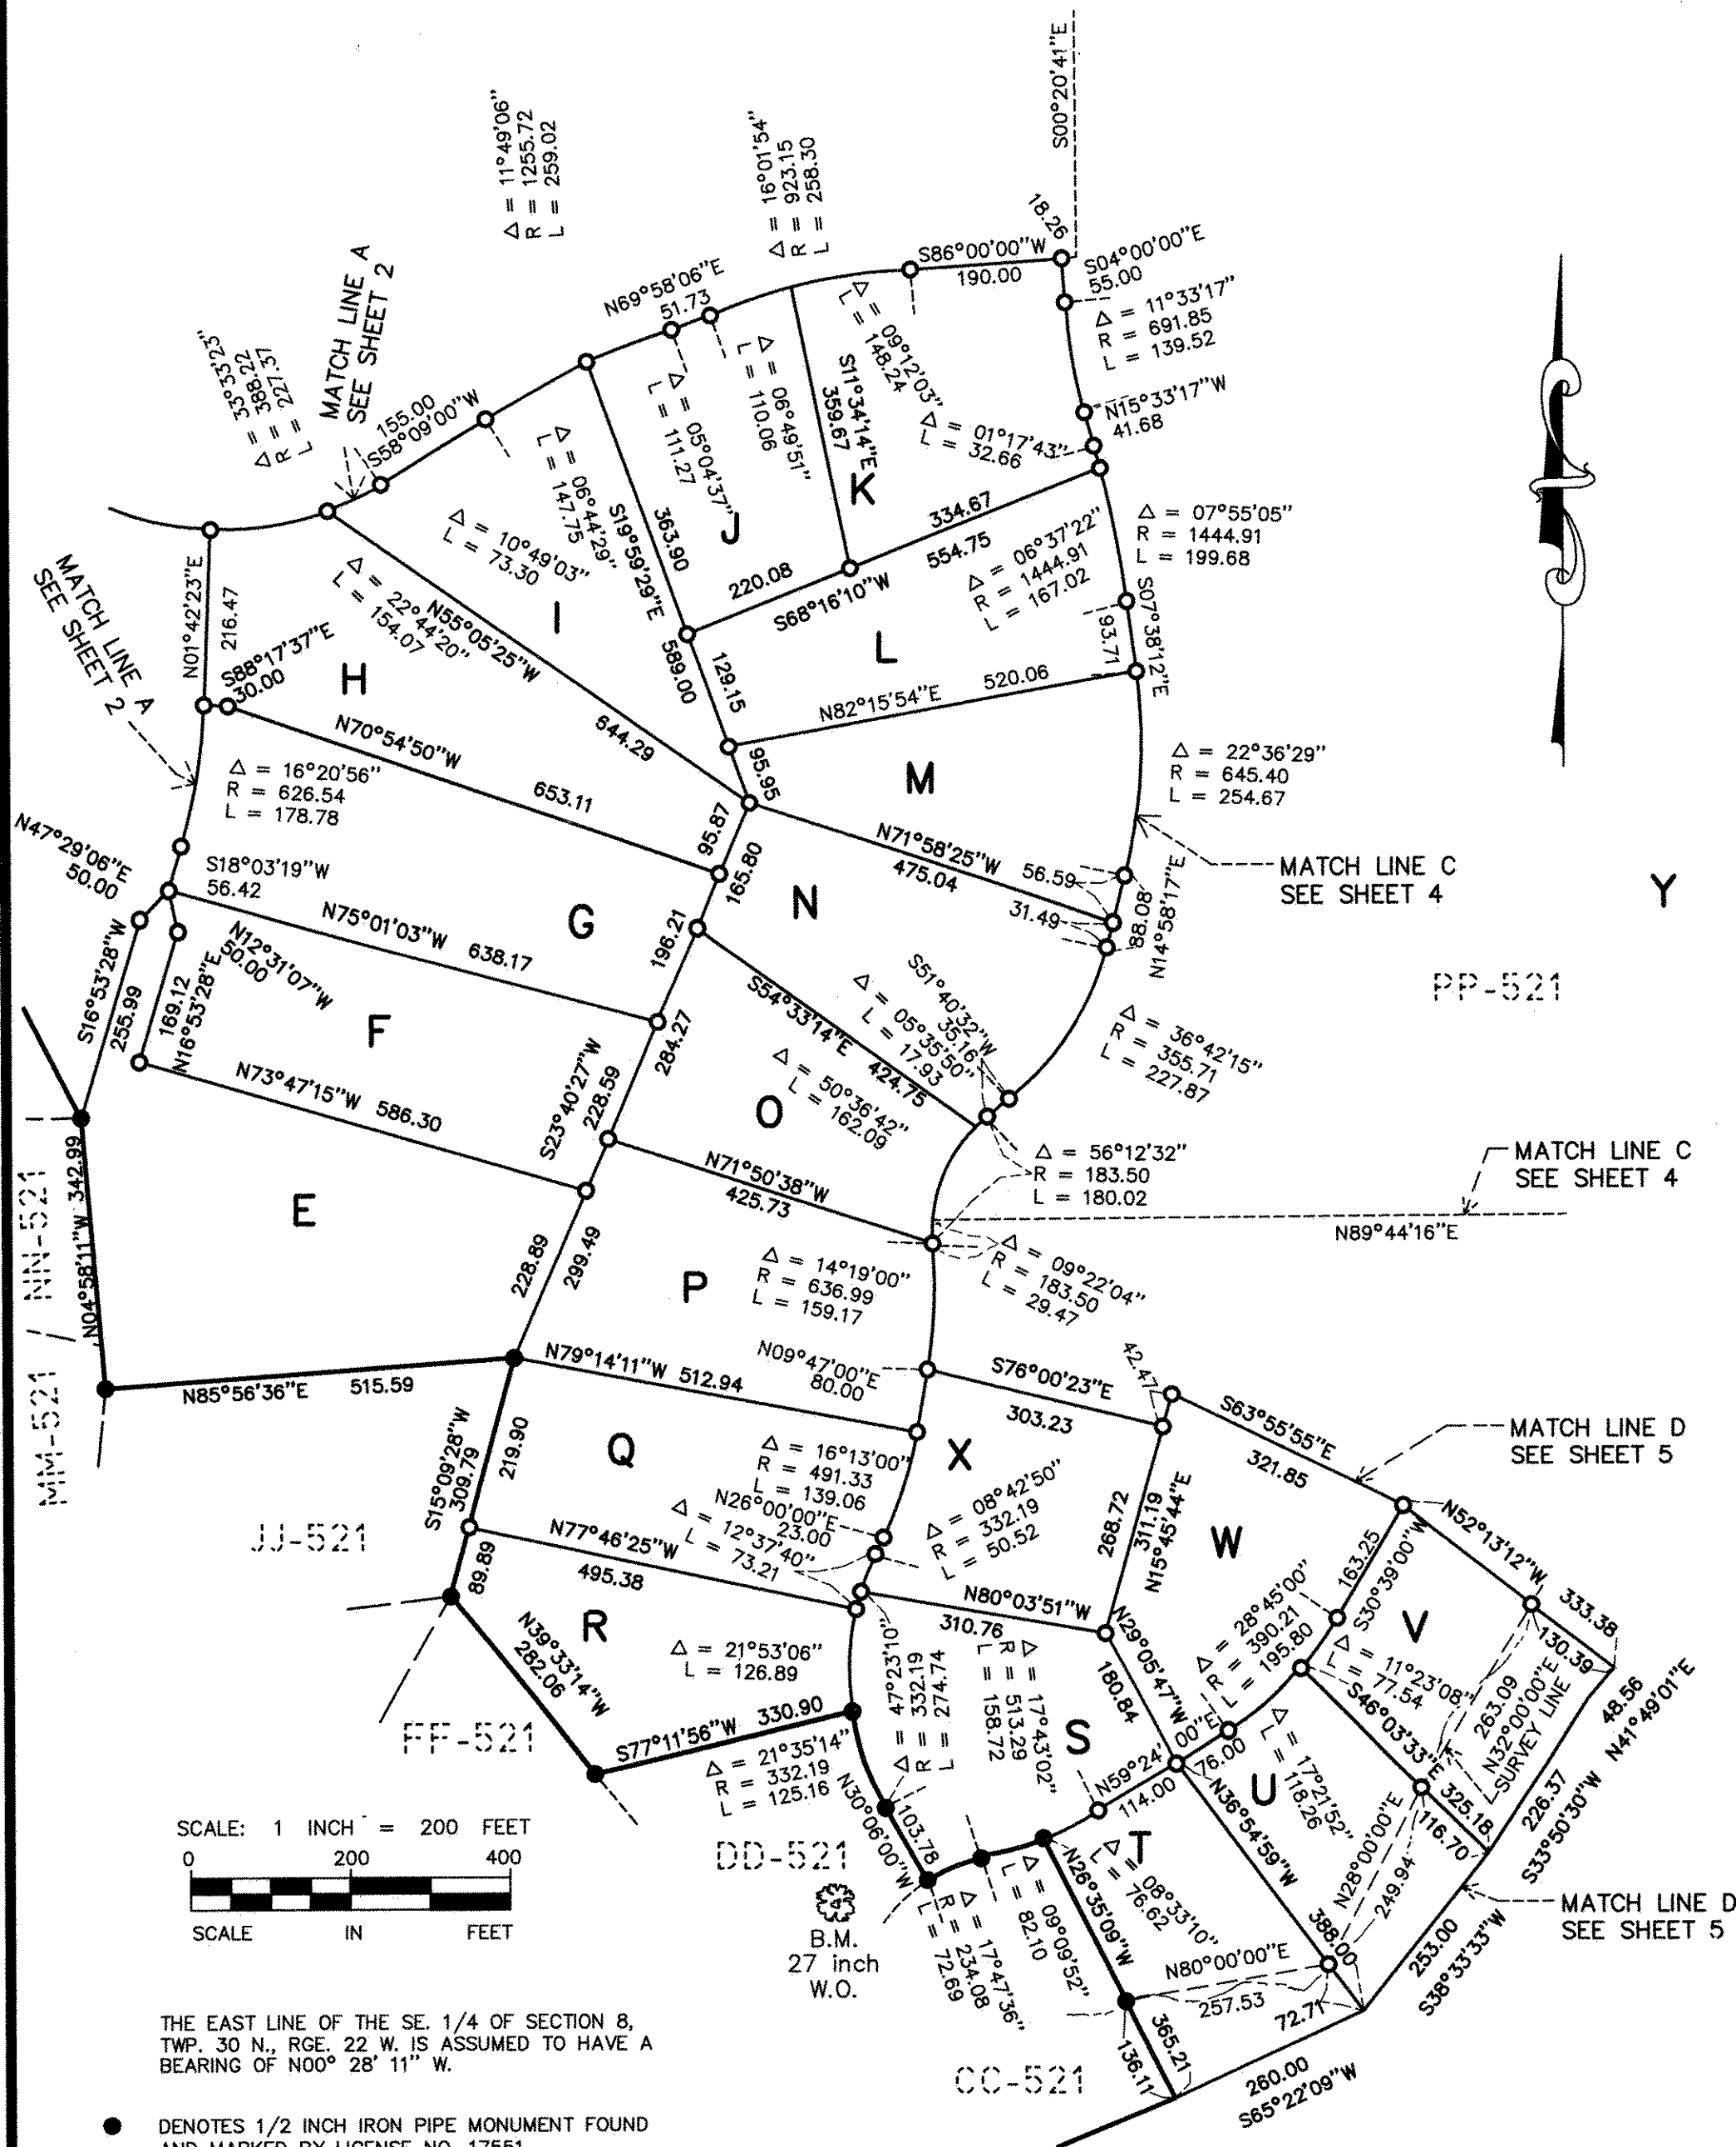 S00°20'41"E
Δ = 11°49'06"
R = 1255.72
L = 259.02
Δ = 16°01'54"
R = 923.15
L = 258.30
18.26
S86°00'00"W
190.00
S04°00'00"E
55.00
N69°58'06"E
51.73
Δ = 11°33'17"
R = 691.85
L = 139.52
MATCH LINE A
SEE SHEET 2
Δ = 33°33'23"
R = 388.22
L = 227.37
155.00
S58°09'00"W
Δ = 09°12'03"
L = 148.24
Δ = 06°49'51"
L = 110.06
S11°34'14"E
359.67
Δ = 05°04'37"
L = 111.27
N15°33'17"W
41.68
Δ = 01°17'43"
L = 32.66
Δ = 06°44'29"
L = 147.75
S19°59'29"E
363.90
K
J
334.67
554.75
Δ = 07°55'05"
R = 1444.91
L = 199.68
Δ = 10°49'03"
L = 73.30
MATCH LINE A
SEE SHEET 2
N01°42'23"E
216.47
Δ = 22°44'20"
L = 154.07
N55°05'25"W
644.29
I
220.08
S68°16'10"W
Δ = 06°37'22"
R = 1444.91
L = 167.02
S07°38'12"E
93.71
S88°17'37"E
30.00
H
589.00
129.15
L
520.06
N82°15'54"E
N70°54'50"W
653.11
95.95
M
Δ = 22°36'29"
R = 645.40
L = 254.67
Δ = 16°20'56"
R = 626.54
L = 178.78
95.87
165.80
N71°58'25"W
475.04
56.59
31.49
88.08
N14°58'17"E
MATCH LINE C
SEE SHEET 4
Y
N47°29'06"E
50.00
S18°03'19"W
56.42
N75°01'03"W
638.17
G
N
196.21
284.27
S16°53'28"W
255.99
N12°31'07"W
50.00
169.12
N16°53'28"E
F
S54°33'14"E
424.75
S51°40'32"W
35.16
Δ = 05°35'50"
L = 17.93
PP-521
Δ = 36°42'15"
R = 355.71
L = 227.87
N73°47'15"W 586.30
S23°40'27"W
228.59
Δ = 50°36'42"
L = 162.09
O
N71°50'38"W
425.73
Δ = 56°12'32"
R = 183.50
L = 180.02
MATCH LINE C
SEE SHEET 4
N89°44'16"E
N04°58'11"W 342.99
MM-521 / NN-521
E
228.89
299.49
P
Δ = 14°19'00"
R = 636.99
L = 159.17
Δ = 09°22'04"
R = 183.50
L = 29.47
N85°56'36"E 515.59
N79°14'11"W 512.94
N09°47'00"E
80.00
S76°00'23"E
303.23
42.47
S63°55'55"E
321.85
MATCH LINE D
SEE SHEET 5
S15°09'28"W
309.79
219.90
Q
Δ = 16°13'00"
R = 491.33
L = 139.06
X
N26°00'00"E
23.00
Δ = 12°37'40"
L = 73.21
Δ = 08°42'50"
R = 332.19
L = 50.52
268.72
311.19
N15°45'44"E
W
JJ-521
89.89
N77°46'25"W
495.38
N80°03'51"W
310.76
N52°13'12"W
333.38
130.39
163.25
S30°39'00"W
V
R
N39°33'14"W
282.06
Δ = 21°53'06"
L = 126.89
Δ = 47°23'10"
R = 332.19
L = 274.74
Δ = 17°43'02"
R = 513.29
L = 158.72
N29°05'47"W
180.84
Δ = 28°45'00"
R = 390.21
L = 195.80
Δ = 11°23'08"
L = 77.54
S46°03'33"E
325.18
116.70
263.09
N32°00'00"E
SURVEY LINE
48.56
N41°49'01"E
FF-521
S77°11'56"W 330.90
S
Δ = 21°35'14"
R = 332.19
L = 125.16
N30°06'00"W
103.78
N59°24'00"E
114.00
76.00
U
Δ = 17°21'52"
L = 118.26
226.37
S33°50'30"W
SCALE: 1 INCH = 200 FEET
0 200 400
SCALE IN FEET
DD-521
B.M.
27 inch
W.O.
T
Δ = 17°47'36"
R = 234.08
L = 72.69
Δ = 09°09'52"
L = 82.10
Δ = 08°33'10"
L = 76.62
N26°35'09"W
365.21
136.11
N36°54'59"W
388.00
72.71
N28°00'00"E
249.94
N80°00'00"E
257.53
253.00
S38°33'33"W
MATCH LINE D
SEE SHEET 5
CC-521
260.00
S65°22'09"W
THE EAST LINE OF THE SE. 1/4 OF SECTION 8,
TWP. 30 N., RGE. 22 W. IS ASSUMED TO HAVE A
BEARING OF N00° 28' 11" W.
DENOTES 1/2 INCH IRON PIPE MONUMENT FOUND
AND MARKED BY LICENSE NO. 17551